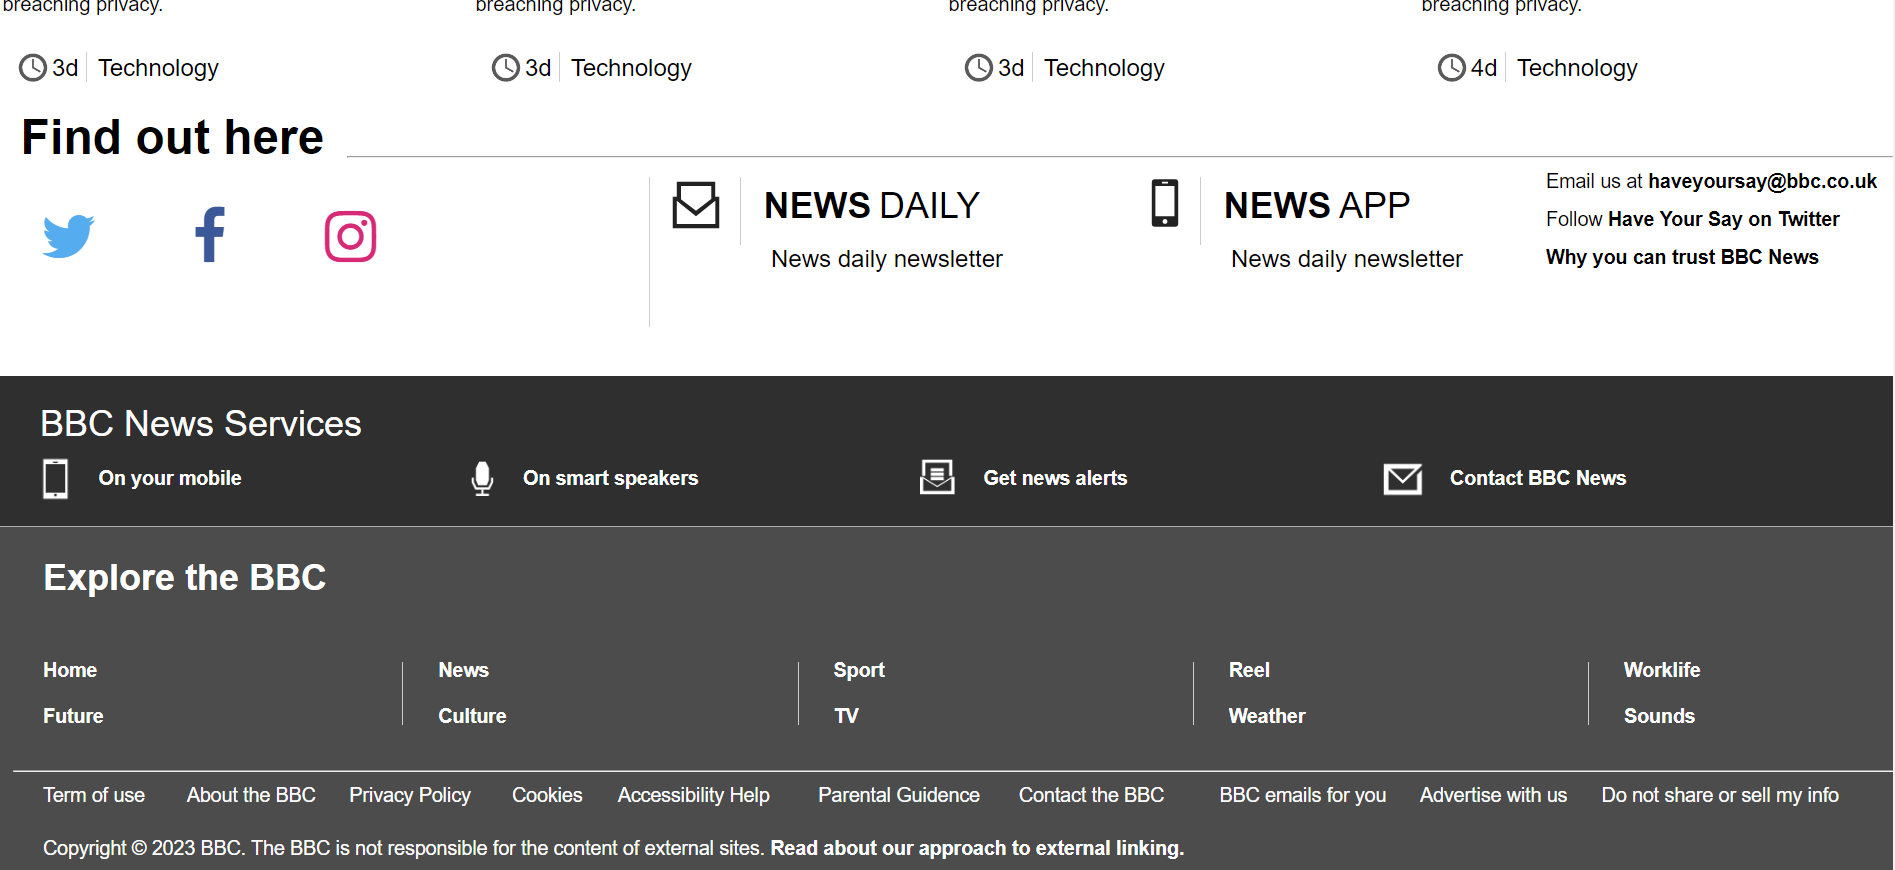 breaching privacy. breaching privacy. breaching privacy. breaching privacy.
3d Technology 3d Technology 3d Technology 4d Technology
Find out here
NEWS DAILY
News daily newsletter
NEWS APP
News daily newsletter
Email us at haveyoursay@bbc.co.uk
Follow Have Your Say on Twitter
Why you can trust BBC News
BBC News Services
On your mobile On smart speakers Get news alerts Contact BBC News
Explore the BBC
Home News Sport Reel Worklife
Future Culture TV Weather Sounds
Term of use About the BBC Privacy Policy Cookies Accessibility Help Parental Guidence Contact the BBC BBC emails for you Advertise with us Do not share or sell my info
Copyright © 2023 BBC. The BBC is not responsible for the content of external sites. Read about our approach to external linking.